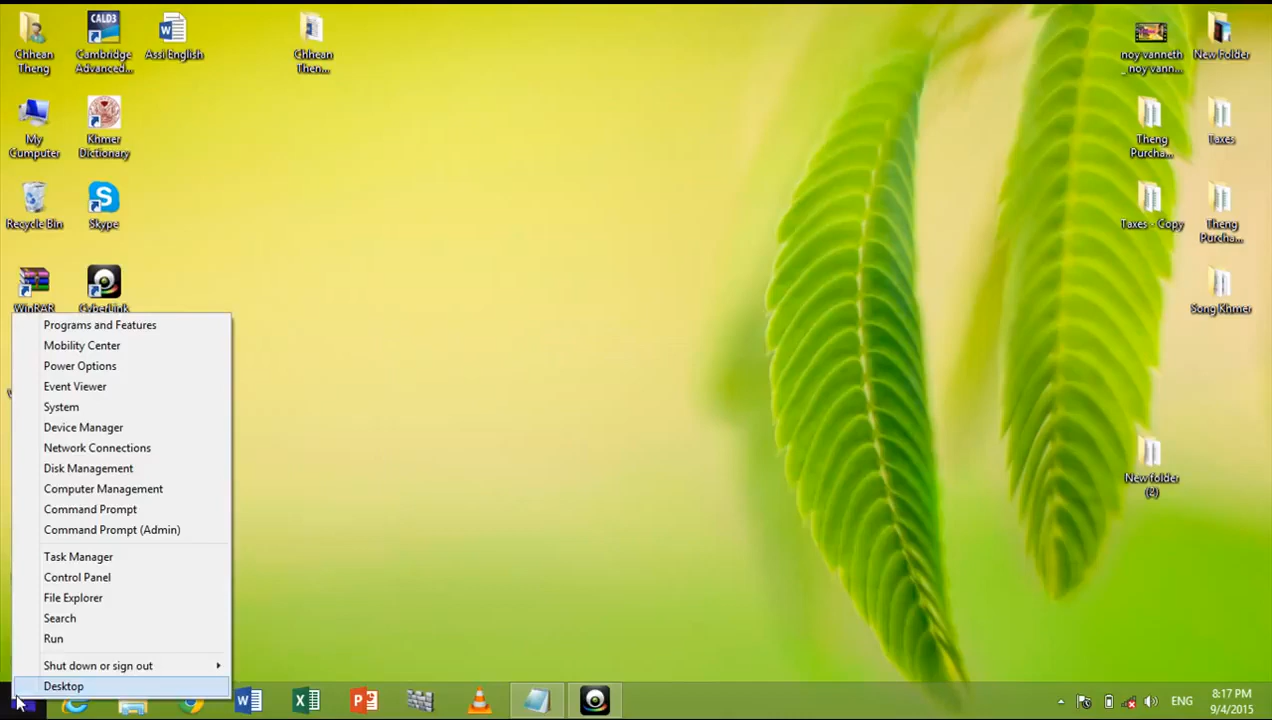 Chhean
Theng
CALD3
Cambridge
Advanced...
Assi English
Chhean
Then...
noy vanneth
_noy vann...
New Folder
My
Cumputer
Khmer
Dictionary
Theng
Purcha...
Taxes
Recycle Bin
Skype
Taxes - Copy
Theng
Purcha...
WinRAR
CyberLink
Song Khmer
New folder
(2)
Programs and Features
Mobility Center
Power Options
Event Viewer
System
Device Manager
Network Connections
Disk Management
Computer Management
Command Prompt
Command Prompt (Admin)
Task Manager
Control Panel
File Explorer
Search
Run
Shut down or sign out
Desktop
ENG
8:17 PM
9/4/2015